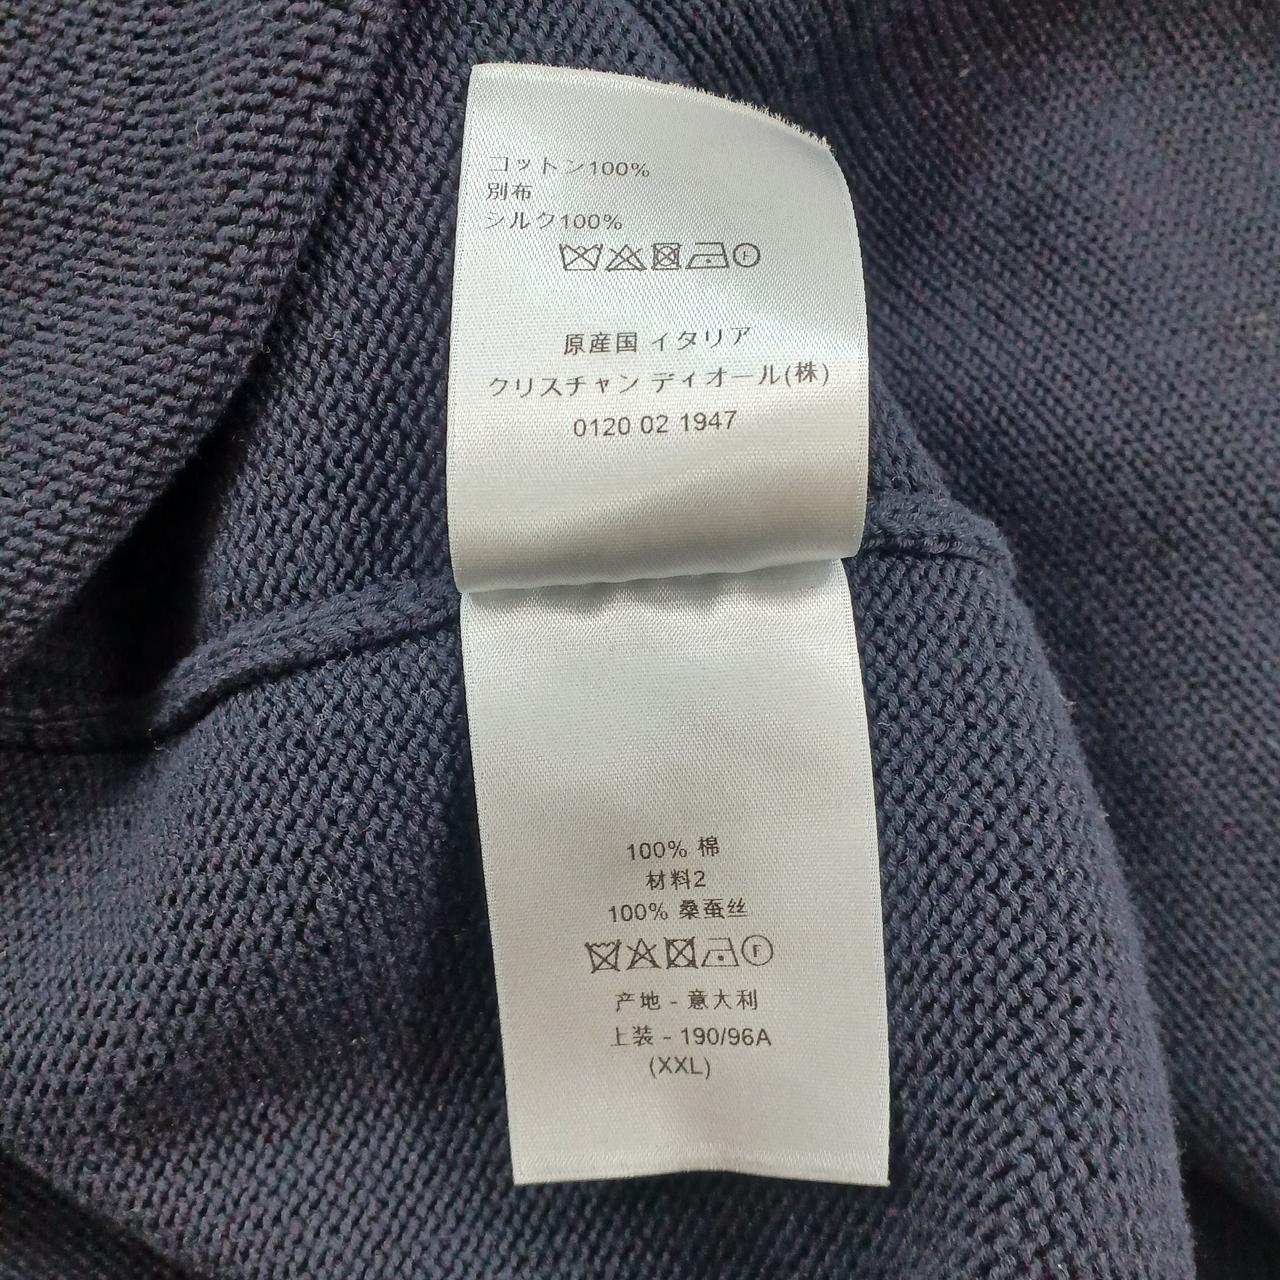 コットン100%
別布
シルク100%
F
原産国 イタリア
クリスチャン ディオール(株)
0120 02 1947
100% 棉
材料2
100% 桑蚕丝
F
产地 - 意大利
上装 - 190/96A
(XXL)